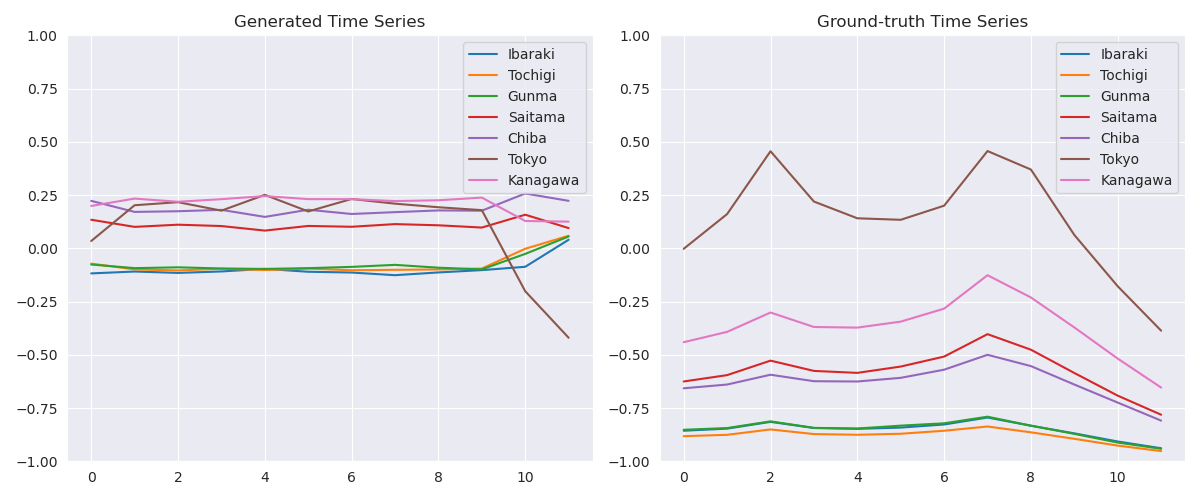 Generated Time Series
1.00
0.75
0.50
0.25
0.00
−0.25
−0.50
−0.75
−1.00
0 2 4 6 8 10
Ibaraki
Tochigi
Gunma
Saitama
Chiba
Tokyo
Kanagawa
Ground-truth Time Series
1.00
0.75
0.50
0.25
0.00
−0.25
−0.50
−0.75
−1.00
0 2 4 6 8 10
Ibaraki
Tochigi
Gunma
Saitama
Chiba
Tokyo
Kanagawa